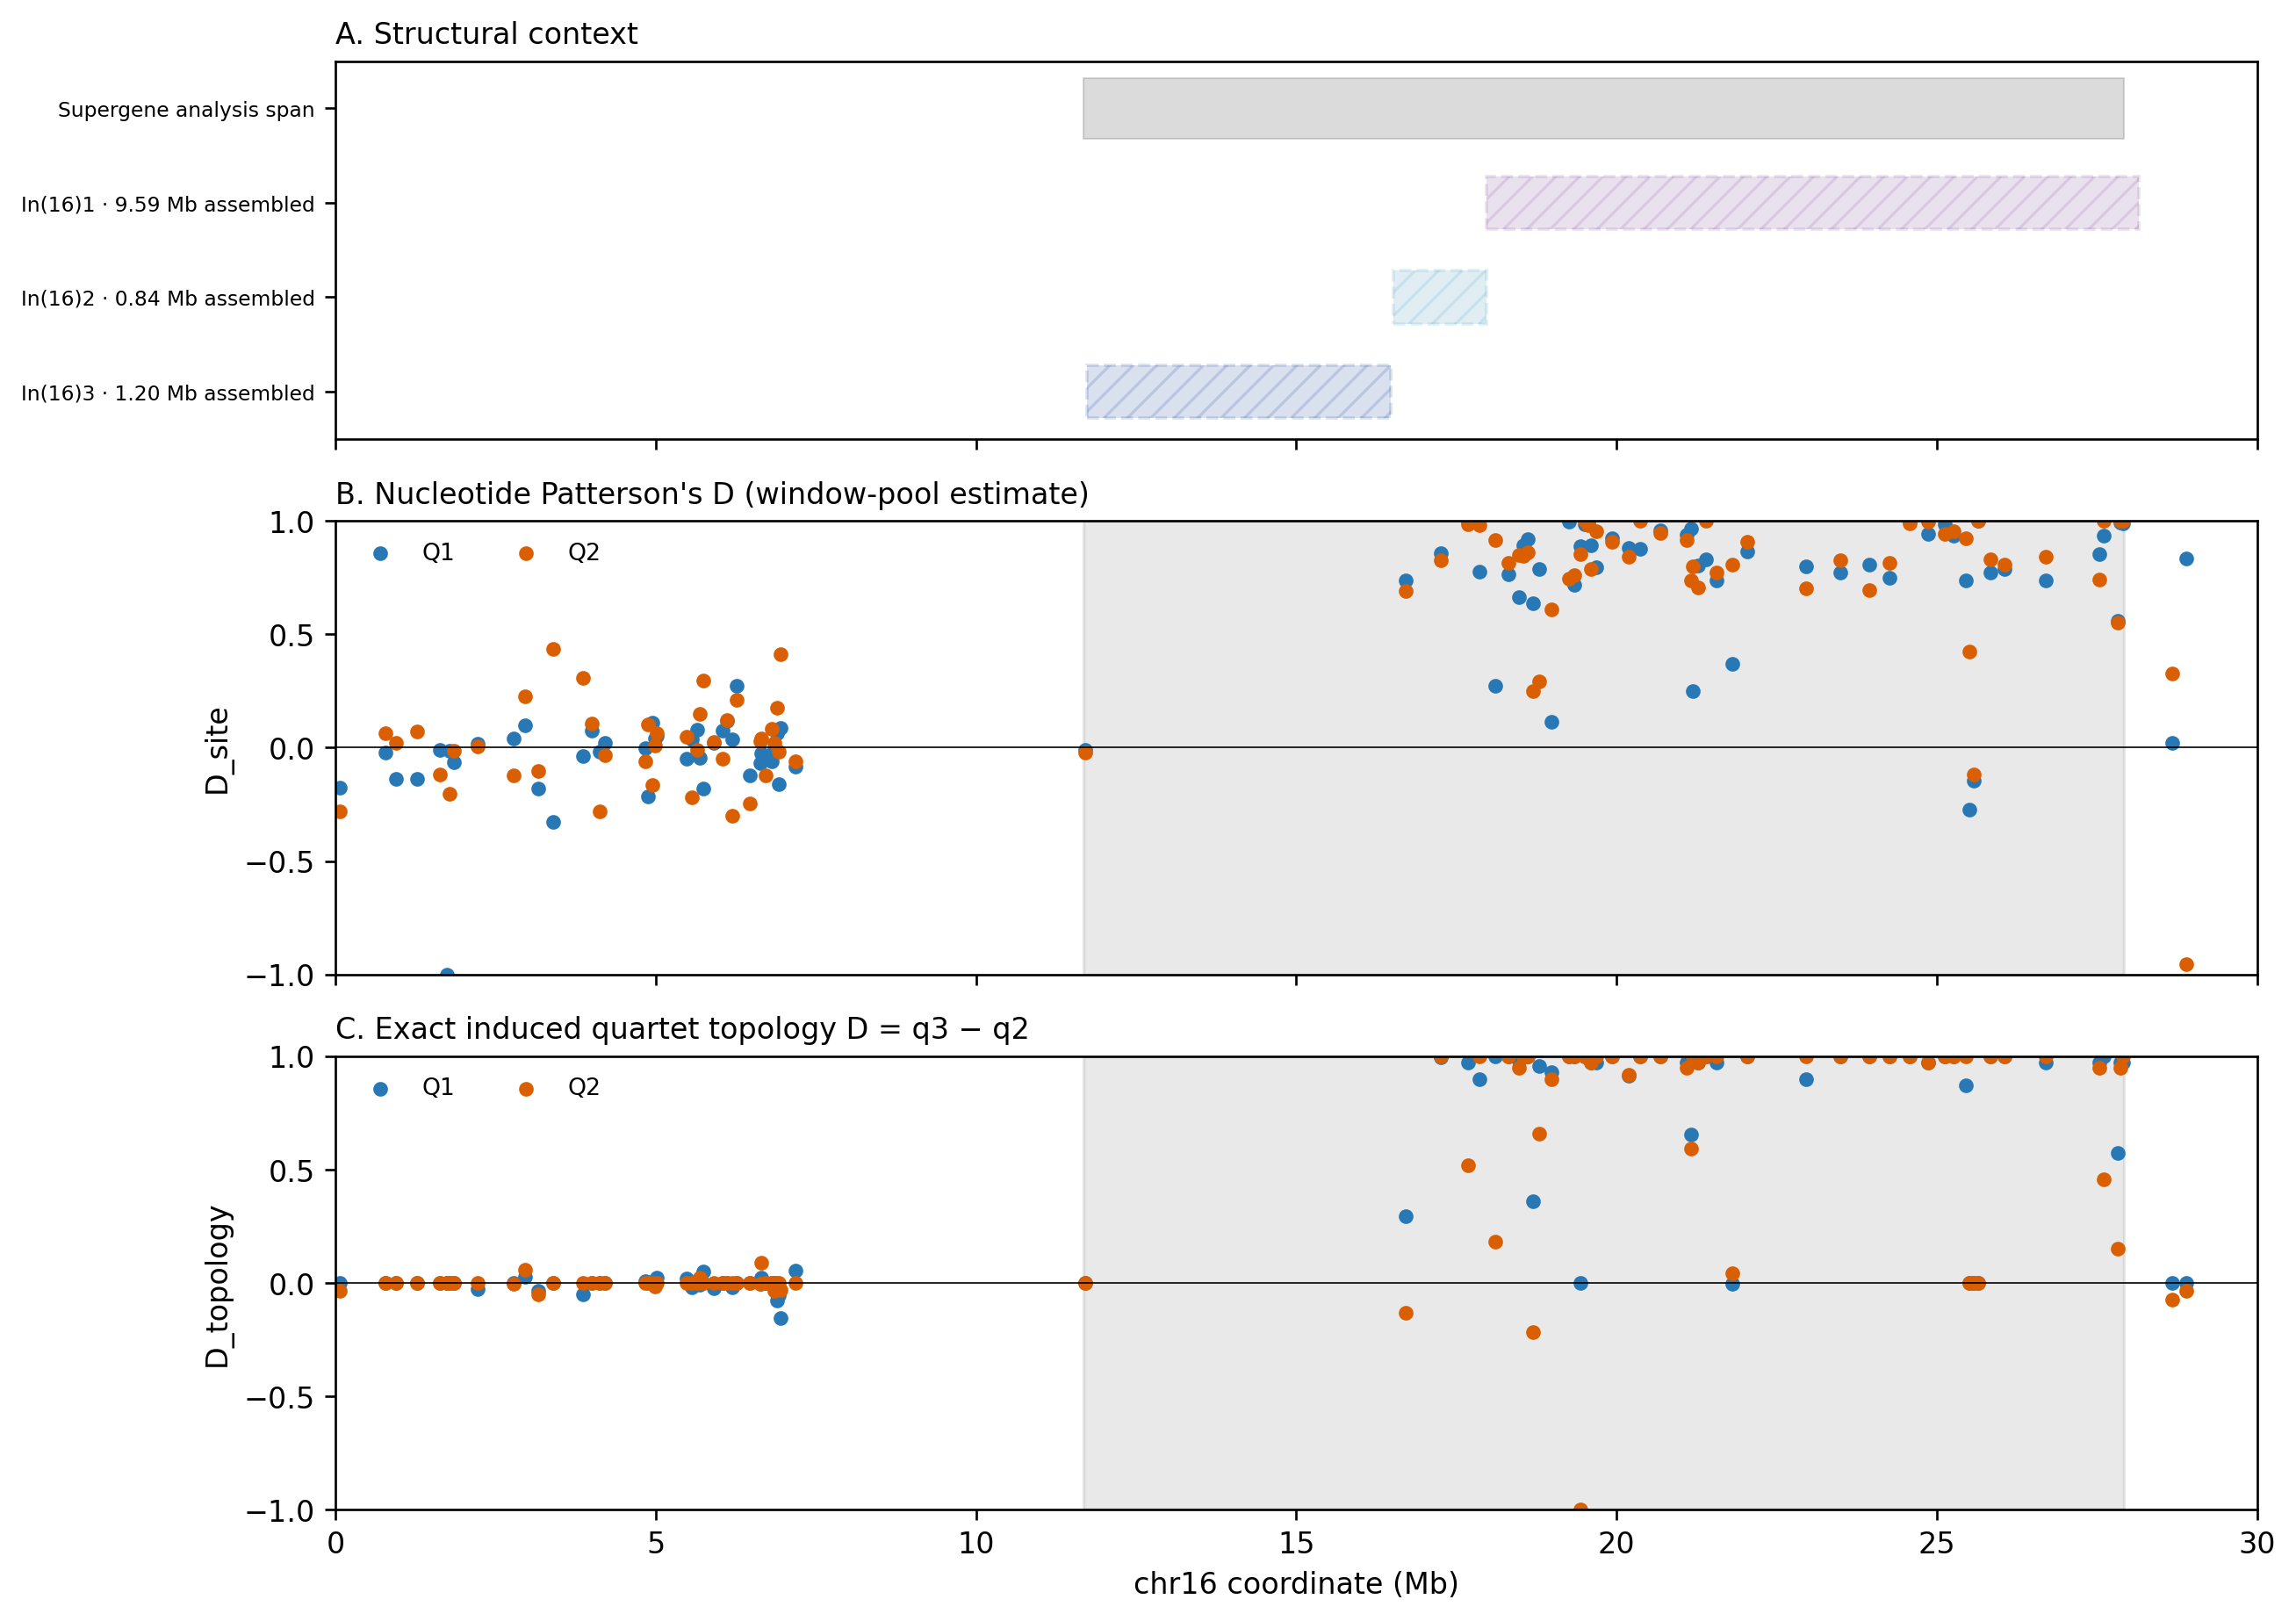 A. Structural context
Supergene analysis span
In(16)1 · 9.59 Mb assembled
In(16)2 · 0.84 Mb assembled
In(16)3 · 1.20 Mb assembled
B. Nucleotide Patterson's D (window-pool estimate)
Q1 Q2
1.0
0.5
0.0
−0.5
−1.0
D_site
C. Exact induced quartet topology D = q3 − q2
Q1 Q2
1.0
0.5
0.0
−0.5
−1.0
D_topology
0 5 10 15 20 25 30
chr16 coordinate (Mb)